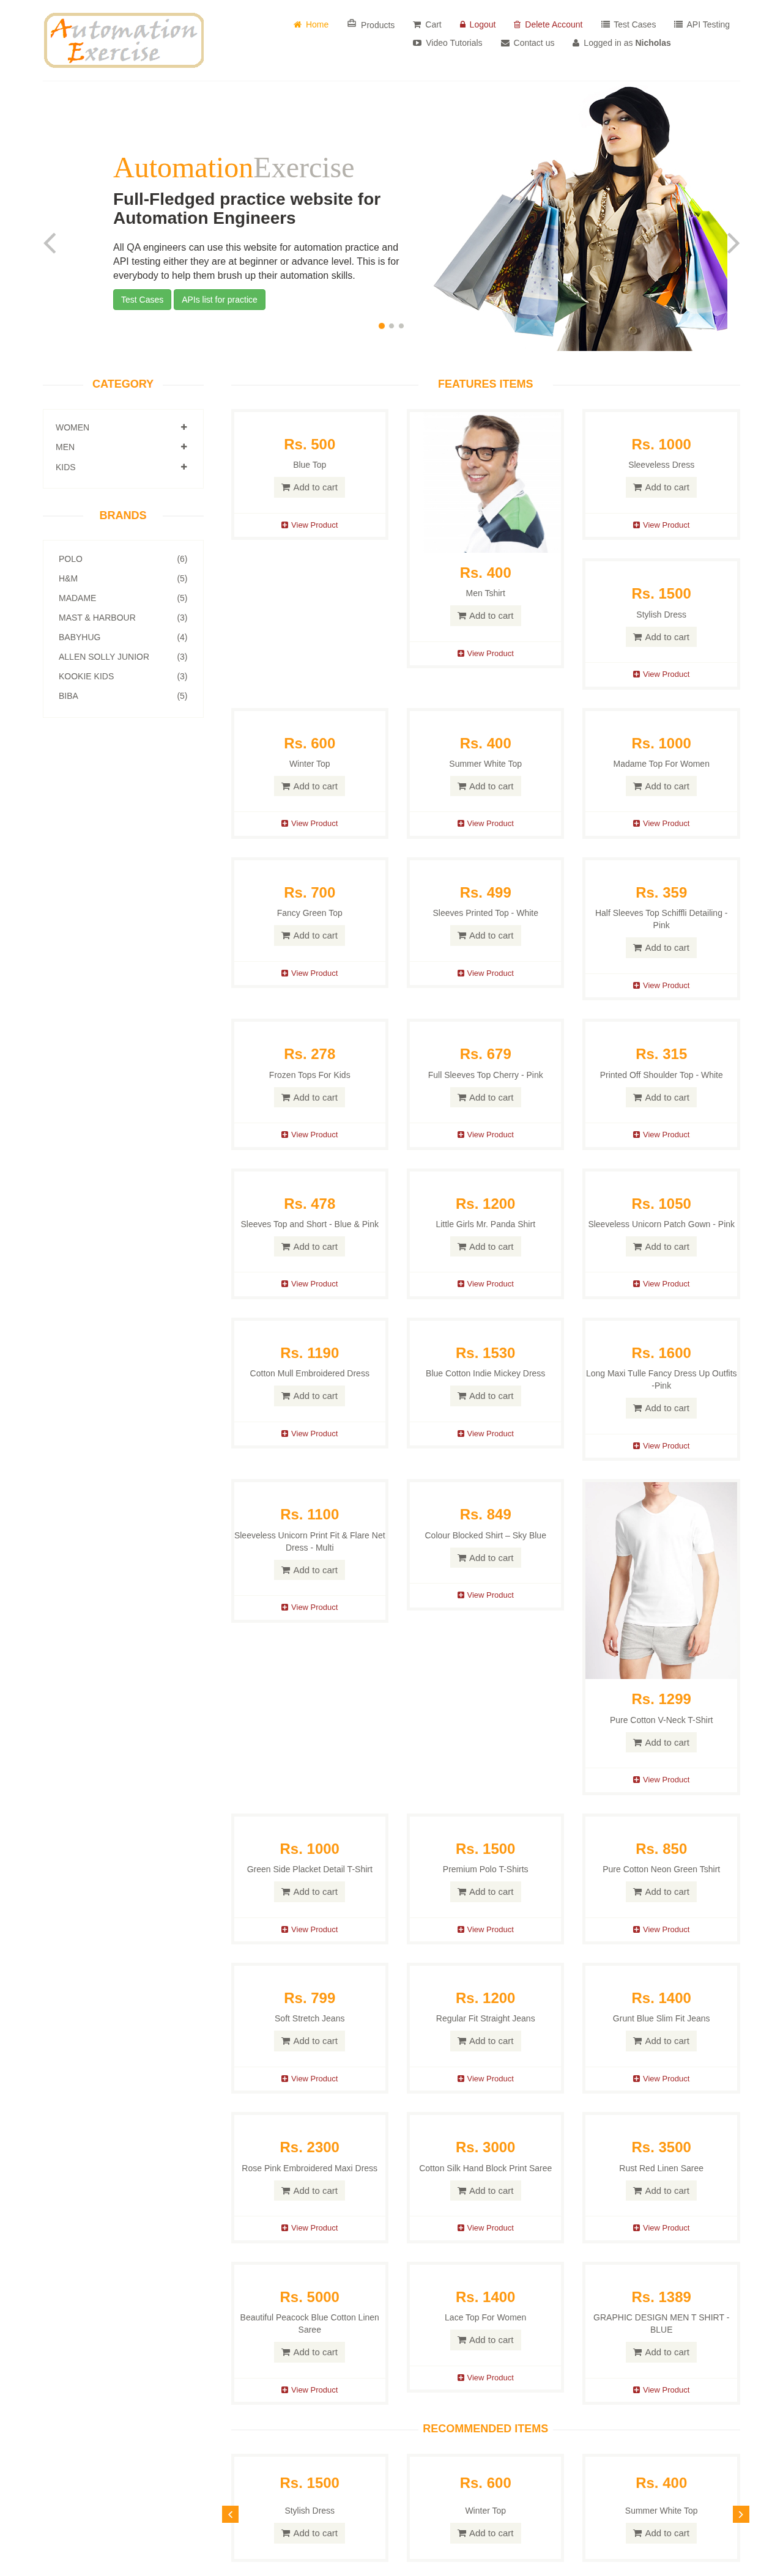 Automation
Exercise
Home
Products
Cart
Logout
Delete Account
Test Cases
API Testing
Video Tutorials
Contact us
Logged in as Nicholas
AutomationExercise
Full-Fledged practice website for
Automation Engineers
All QA engineers can use this website for automation practice and
API testing either they are at beginner or advance level. This is for
everybody to help them brush up their automation skills.
Test Cases
APIs list for practice
CATEGORY
WOMEN
MEN
KIDS
BRANDS
POLO (6)
H&M (5)
MADAME (5)
MAST & HARBOUR (3)
BABYHUG (4)
ALLEN SOLLY JUNIOR (3)
KOOKIE KIDS (3)
BIBA (5)
FEATURES ITEMS
Rs. 500
Blue Top
Add to cart
View Product
Rs. 400
Men Tshirt
Add to cart
View Product
Rs. 1000
Sleeveless Dress
Add to cart
View Product
Rs. 1500
Stylish Dress
Add to cart
View Product
Rs. 600
Winter Top
Add to cart
View Product
Rs. 400
Summer White Top
Add to cart
View Product
Rs. 1000
Madame Top For Women
Add to cart
View Product
Rs. 700
Fancy Green Top
Add to cart
View Product
Rs. 499
Sleeves Printed Top - White
Add to cart
View Product
Rs. 359
Half Sleeves Top Schiffli Detailing -
Pink
Add to cart
View Product
Rs. 278
Frozen Tops For Kids
Add to cart
View Product
Rs. 679
Full Sleeves Top Cherry - Pink
Add to cart
View Product
Rs. 315
Printed Off Shoulder Top - White
Add to cart
View Product
Rs. 478
Sleeves Top and Short - Blue & Pink
Add to cart
View Product
Rs. 1200
Little Girls Mr. Panda Shirt
Add to cart
View Product
Rs. 1050
Sleeveless Unicorn Patch Gown - Pink
Add to cart
View Product
Rs. 1190
Cotton Mull Embroidered Dress
Add to cart
View Product
Rs. 1530
Blue Cotton Indie Mickey Dress
Add to cart
View Product
Rs. 1600
Long Maxi Tulle Fancy Dress Up Outfits
-Pink
Add to cart
View Product
Rs. 1100
Sleeveless Unicorn Print Fit & Flare Net
Dress - Multi
Add to cart
View Product
Rs. 849
Colour Blocked Shirt – Sky Blue
Add to cart
View Product
Rs. 1299
Pure Cotton V-Neck T-Shirt
Add to cart
View Product
Rs. 1000
Green Side Placket Detail T-Shirt
Add to cart
View Product
Rs. 1500
Premium Polo T-Shirts
Add to cart
View Product
Rs. 850
Pure Cotton Neon Green Tshirt
Add to cart
View Product
Rs. 799
Soft Stretch Jeans
Add to cart
View Product
Rs. 1200
Regular Fit Straight Jeans
Add to cart
View Product
Rs. 1400
Grunt Blue Slim Fit Jeans
Add to cart
View Product
Rs. 2300
Rose Pink Embroidered Maxi Dress
Add to cart
View Product
Rs. 3000
Cotton Silk Hand Block Print Saree
Add to cart
View Product
Rs. 3500
Rust Red Linen Saree
Add to cart
View Product
Rs. 5000
Beautiful Peacock Blue Cotton Linen
Saree
Add to cart
View Product
Rs. 1400
Lace Top For Women
Add to cart
View Product
Rs. 1389
GRAPHIC DESIGN MEN T SHIRT -
BLUE
Add to cart
View Product
RECOMMENDED ITEMS
Rs. 1500
Stylish Dress
Add to cart
Rs. 600
Winter Top
Add to cart
Rs. 400
Summer White Top
Add to cart